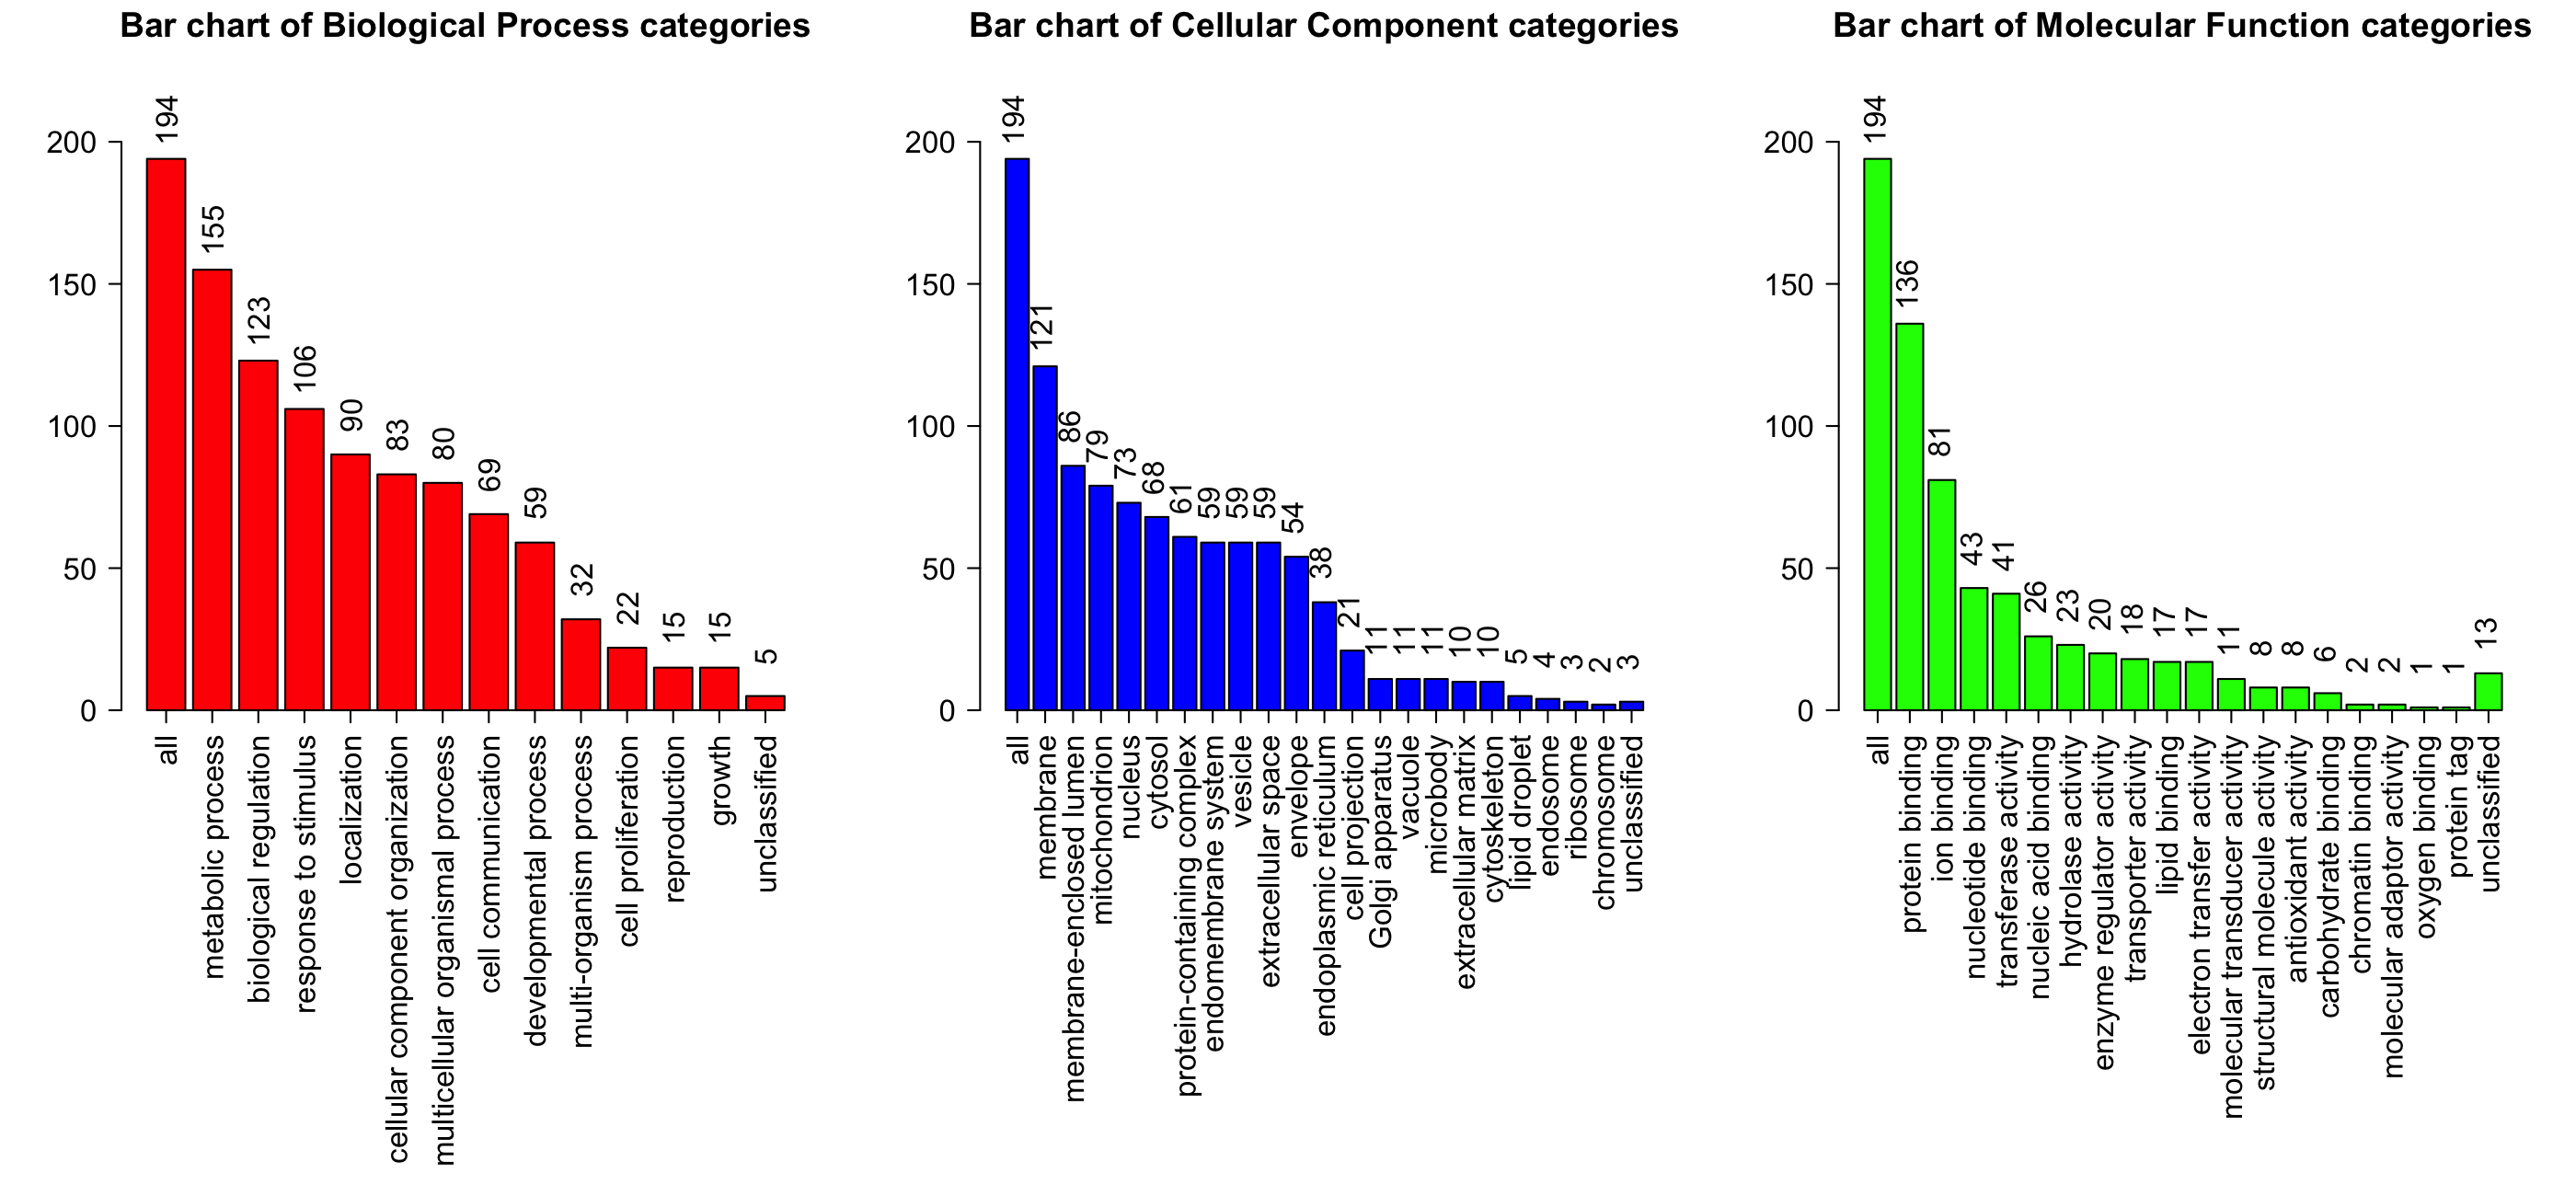 Bar chart of Biological Process categories
200
150
100
50
0
194
155
123
106
90
83
80
69
59
32
22
15
15
5
all
metabolic process
biological regulation
response to stimulus
localization
cellular component organization
multicellular organismal process
cell communication
developmental process
multi-organism process
cell proliferation
reproduction
growth
unclassified
Bar chart of Cellular Component categories
200
150
100
50
0
194
121
86
79
73
68
61
59
59
59
54
38
21
11
11
11
10
10
5
4
3
2
3
all
membrane
membrane-enclosed lumen
mitochondrion
nucleus
cytosol
protein-containing complex
endomembrane system
vesicle
extracellular space
envelope
endoplasmic reticulum
cell projection
Golgi apparatus
vacuole
microbody
extracellular matrix
cytoskeleton
lipid droplet
endosome
ribosome
chromosome
unclassified
Bar chart of Molecular Function categories
200
150
100
50
0
194
136
81
43
41
26
23
20
18
17
17
11
8
8
6
2
2
1
1
13
all
protein binding
ion binding
nucleotide binding
transferase activity
nucleic acid binding
hydrolase activity
enzyme regulator activity
transporter activity
lipid binding
electron transfer activity
molecular transducer activity
structural molecule activity
antioxidant activity
carbohydrate binding
chromatin binding
molecular adaptor activity
oxygen binding
protein tag
unclassified